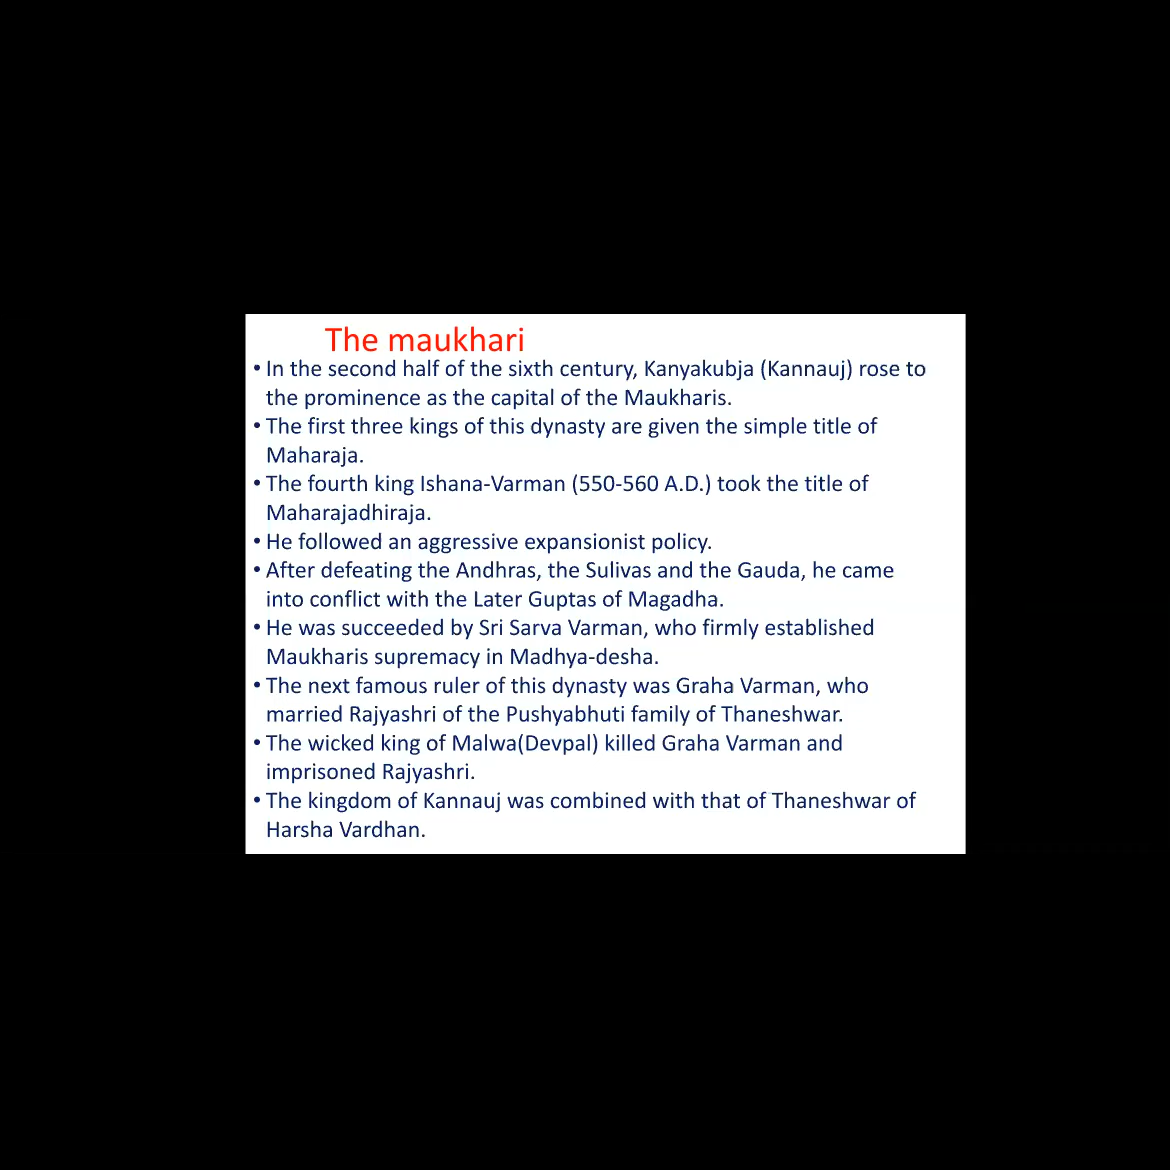 The maukhari
• In the second half of the sixth century, Kanyakubja (Kannauj) rose to
the prominence as the capital of the Maukharis.
• The first three kings of this dynasty are given the simple title of
Maharaja.
• The fourth king Ishana-Varman (550-560 A.D.) took the title of
Maharajadhiraja.
• He followed an aggressive expansionist policy.
• After defeating the Andhras, the Sulivas and the Gauda, he came
into conflict with the Later Guptas of Magadha.
• He was succeeded by Sri Sarva Varman, who firmly established
Maukharis supremacy in Madhya-desha.
• The next famous ruler of this dynasty was Graha Varman, who
married Rajyashri of the Pushyabhuti family of Thaneshwar.
• The wicked king of Malwa(Devpal) killed Graha Varman and
imprisoned Rajyashri.
• The kingdom of Kannauj was combined with that of Thaneshwar of
Harsha Vardhan.